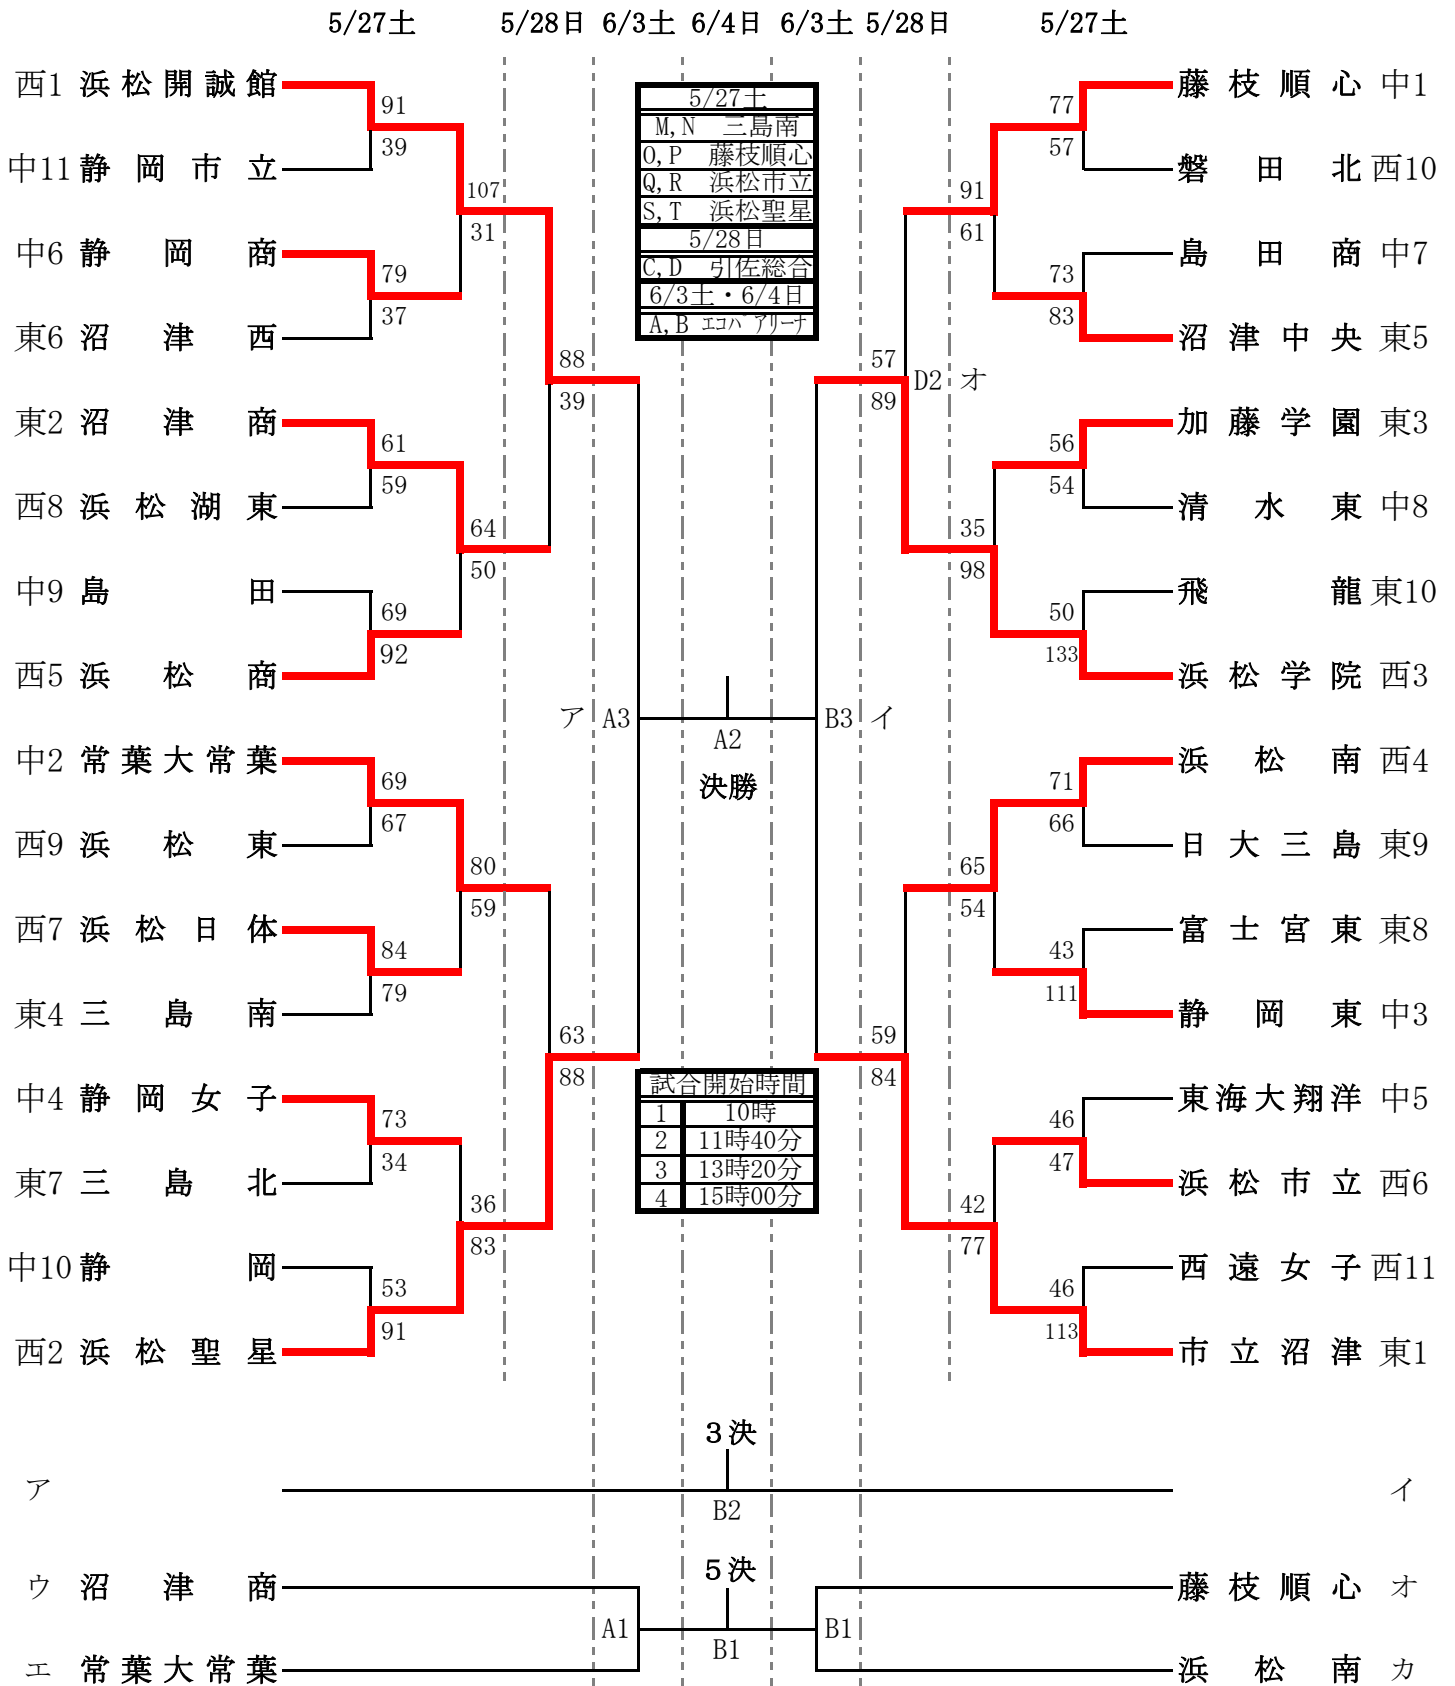 5/27土 5/28日 6/3土 6/4日 6/3土 5/28日 5/27土
西1 浜松開誠館
91
39
中11 静岡市立
107
31
中6 静岡商
79
37
東6 沼津西
88
39
東2 沼津商
61
59
西8 浜松湖東
64
50
中9 島田
69
92
西5 浜松商
ア A3
中2 常葉大常葉
69
67
西9 浜松東
80
59
西7 浜松日体
84
79
東4 三島南
63
88
中4 静岡女子
73
34
東7 三島北
36
83
中10 静岡
53
91
西2 浜松聖星
5/27土
M,N 三島南
O,P 藤枝順心
Q,R 浜松市立
S,T 浜松聖星
5/28日
C,D 引佐総合
6/3土・6/4日
A,B エコパアリーナ
A2
決勝
試合開始時間
1 10時
2 11時40分
3 13時20分
4 15時00分
藤枝順心 中1
77
57
磐田北 西10
91
61
島田商 中7
73
83
沼津中央 東5
57
89
D2 オ
加藤学園 東3
56
54
清水東 中8
35
98
飛龍 東10
50
133
浜松学院 西3
B3 イ
浜松南 西4
71
66
日大三島 東9
65
54
富士宮東 東8
43
111
静岡東 中3
59
84
東海大翔洋 中5
46
47
浜松市立 西6
42
77
西遠女子 西11
46
113
市立沼津 東1
3決
ア イ
B2
5決
ウ 沼津商 藤枝順心 オ
A1 B1
B1
エ 常葉大常葉 浜松南 カ